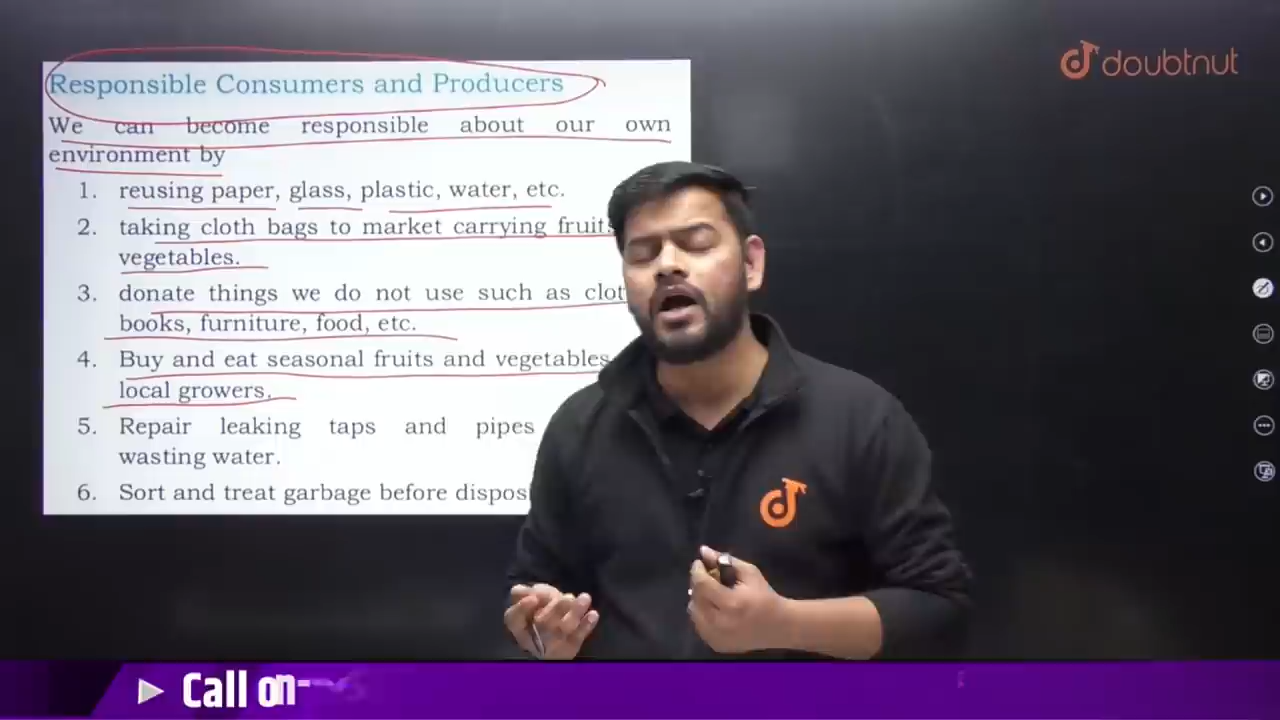 Responsible Consumers and Producers
We can become responsible about our own
environment by
1. reusing paper, glass, plastic, water, etc.
2. taking cloth bags to market carrying fruits
vegetables.
3. donate things we do not use such as
books, furniture, food, etc.
4. Buy and eat seasonal fruits and vegetables
local growers.
5. Repair leaking taps and pipes
wasting water.
6. Sort and treat garbage before
doubtnut
Call on-